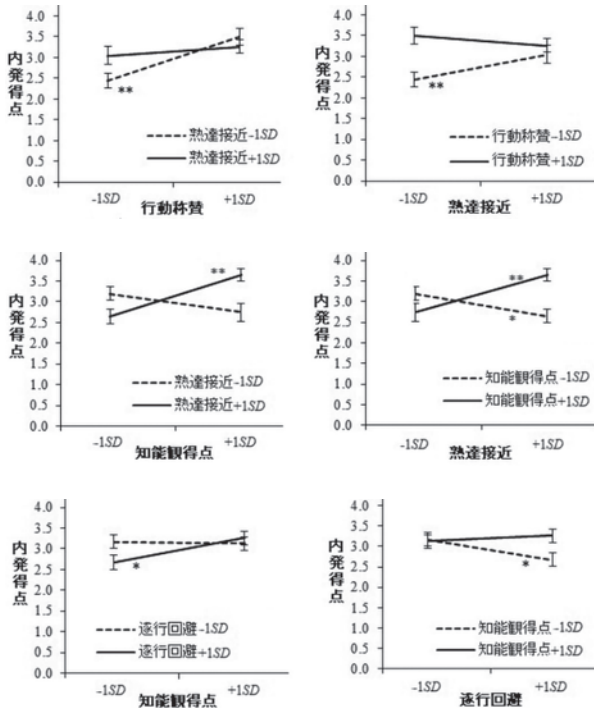 内発得点
4.0
3.5
3.0
2.5
2.0
1.5
1.0
0.5
0.0
**
熟達接近-1SD
熟達接近+1SD
-1SD
+1SD
行動称賛
内発得点
4.0
3.5
3.0
2.5
2.0
1.5
1.0
0.5
0.0
**
行動称賛-1SD
行動称賛+1SD
-1SD
+1SD
熟達接近
内発得点
4.0
3.5
3.0
2.5
2.0
1.5
1.0
0.5
0.0
**
熟達接近-1SD
熟達接近+1SD
-1SD
+1SD
知能観得点
内発得点
4.0
3.5
3.0
2.5
2.0
1.5
1.0
0.5
0.0
**
*
知能観得点-1SD
知能観得点+1SD
-1SD
+1SD
熟達接近
内発得点
4.0
3.5
3.0
2.5
2.0
1.5
1.0
0.5
0.0
*
遂行回避-1SD
遂行回避+1SD
-1SD
+1SD
知能観得点
内発得点
4.0
3.5
3.0
2.5
2.0
1.5
1.0
0.5
0.0
*
知能観得点-1SD
知能観得点+1SD
-1SD
+1SD
遂行回避